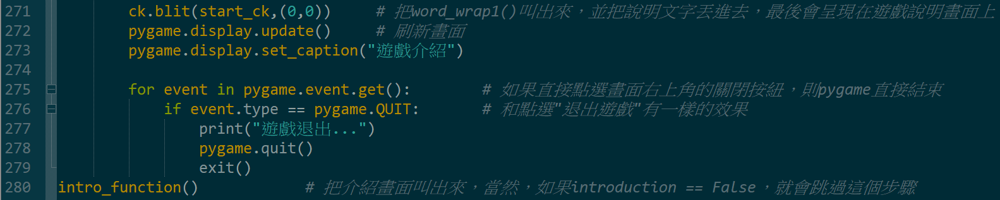 271 ck.blit(start_ck,(0,0)) # 把word_wrap1()叫出來，並把說明文字丟進去，最後會呈現在遊戲說明畫面上
272 pygame.display.update() # 刷新畫面
273 pygame.display.set_caption("遊戲介紹")
274
275 for event in pygame.event.get(): # 如果直接點選畫面右上角的關閉按鈕，則pygame直接結束
276 if event.type == pygame.QUIT: # 和點選"退出遊戲"有一樣的效果
277 print("遊戲退出...")
278 pygame.quit()
279 exit()
280 intro_function() # 把介紹畫面叫出來，當然，如果introduction == False，就會跳過這個步驟